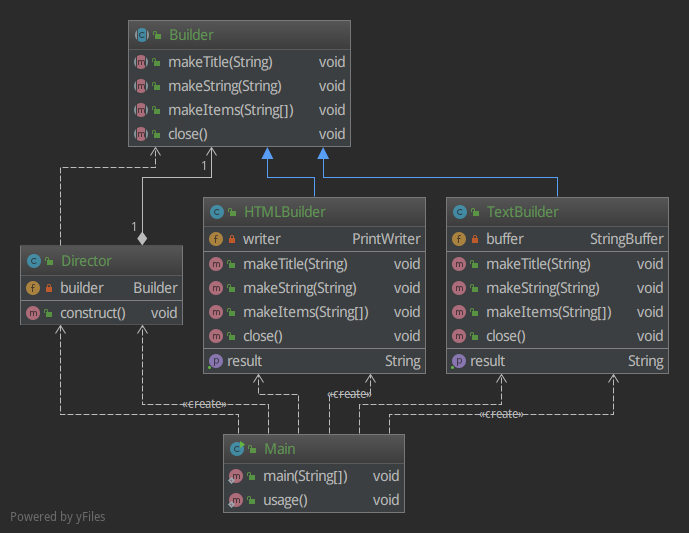 Builder
makeTitle(String) void
makeString(String) void
makeItems(String[]) void
close() void
1
1
HTMLBuilder
writer PrintWriter
makeTitle(String) void
makeString(String) void
makeItems(String[]) void
close() void
result String
TextBuilder
buffer StringBuffer
makeTitle(String) void
makeString(String) void
makeItems(String[]) void
close() void
result String
Director
builder Builder
construct() void
«create»
«create»
«create»
Main
main(String[]) void
usage() void
Powered by yFiles